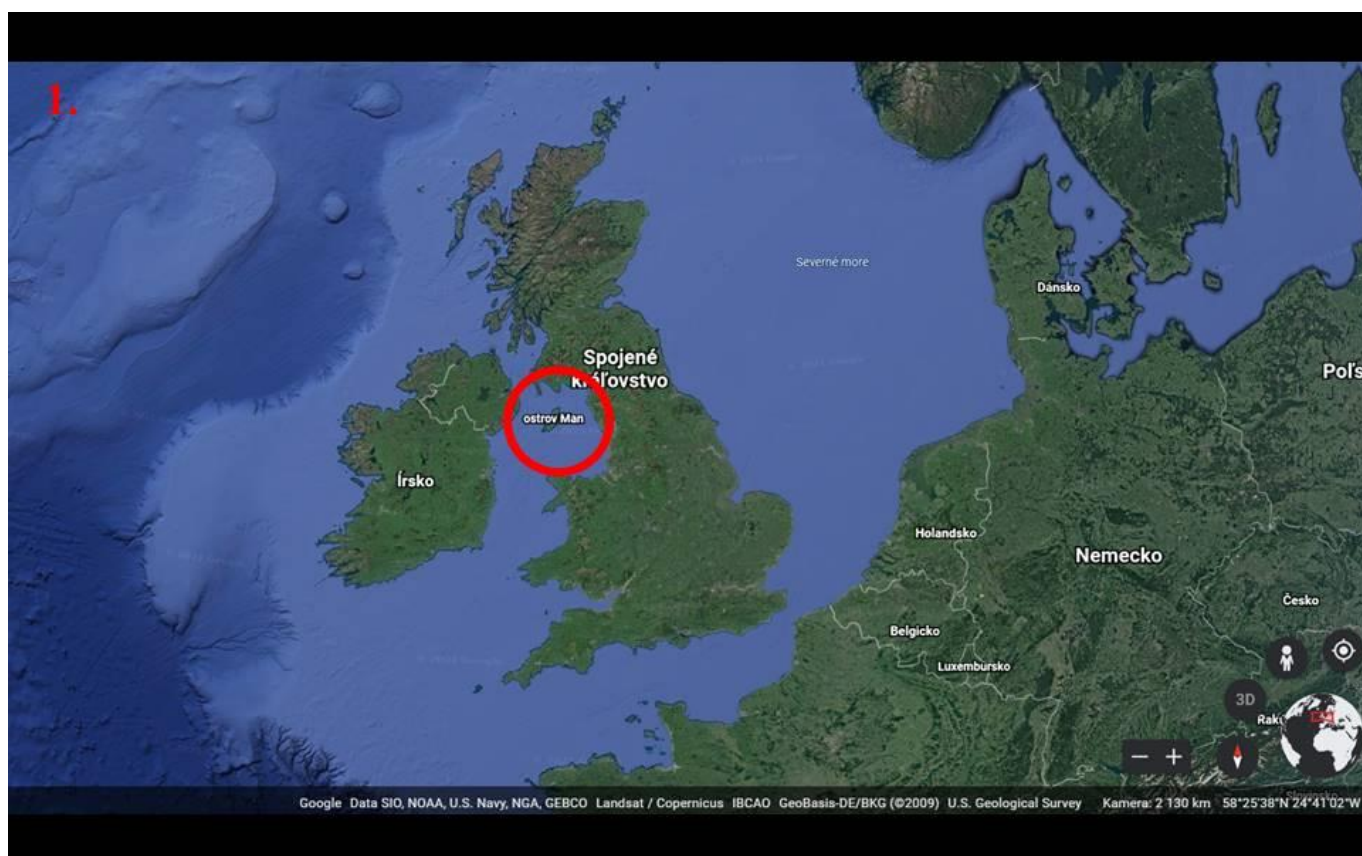 1.
Severné more
Dánsko
Spojené
kráľovstvo
Poľs
ostrov Man
Írsko
Holandsko
Nemecko
Česko
Belgicko
Luxembursko
3D
Rakú
Slovinsko
Google Data SIO, NOAA, U.S. Navy, NGA, GEBCO Landsat / Copernicus IBCAO GeoBasis-DE/BKG (©2009) U.S. Geological Survey Kamera: 2 130 km 58°25'38"N 24°41'02"W